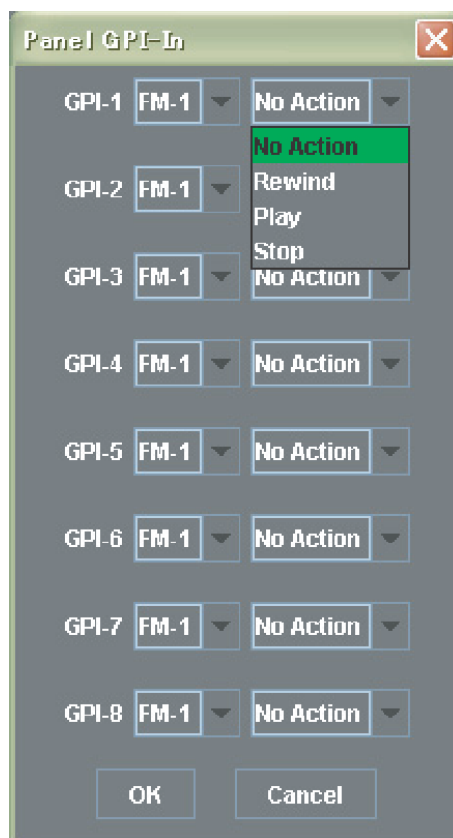 Panel GPI-In
GPI-1 FM-1 No Action
No Action
Rewind
Play
Stop
GPI-2 FM-1
GPI-3 FM-1 No Action
GPI-4 FM-1 No Action
GPI-5 FM-1 No Action
GPI-6 FM-1 No Action
GPI-7 FM-1 No Action
GPI-8 FM-1 No Action
OK Cancel